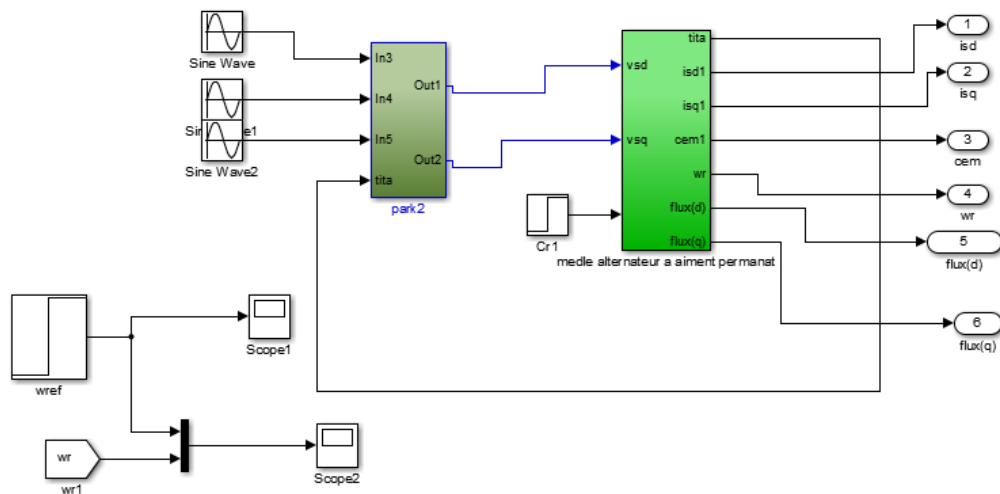 Sine Wave
Sine Wave2
In3
In4
In5
tita
Out1
Out2
park2
vsd
vsq
Cr1
tita
isd1
isq1
cem1
wr
flux(d)
flux(q)
medle alternateur a aiment permanat
1
isd
2
isq
3
cem
4
wr
5
flux(d)
6
flux(q)
wref
Scope1
wr
wr1
Scope2